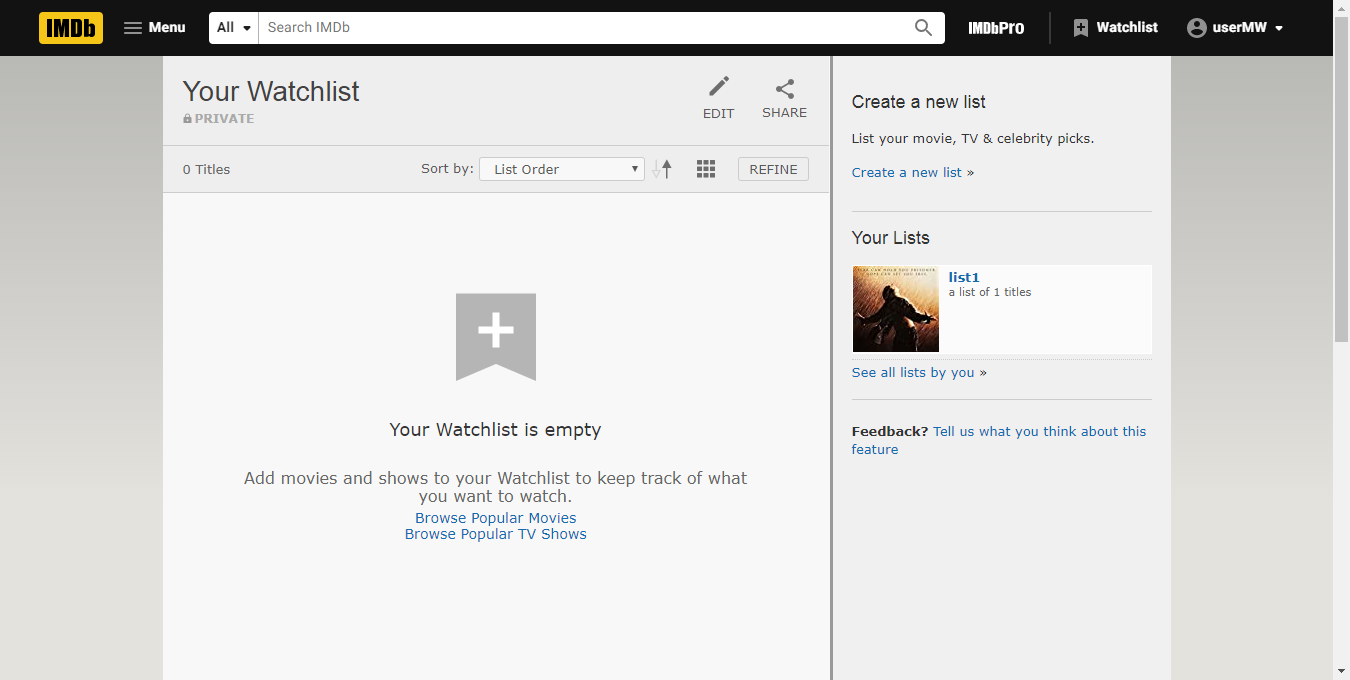 IMDb
Menu
All
Search IMDb
IMDbPro
Watchlist
userMW
Your Watchlist
PRIVATE
EDIT
SHARE
0 Titles
Sort by:
List Order
REFINE
Your Watchlist is empty
Add movies and shows to your Watchlist to keep track of what
you want to watch.
Browse Popular Movies
Browse Popular TV Shows
Create a new list
List your movie, TV & celebrity picks.
Create a new list »
Your Lists
list1
a list of 1 titles
See all lists by you »
Feedback? Tell us what you think about this
feature